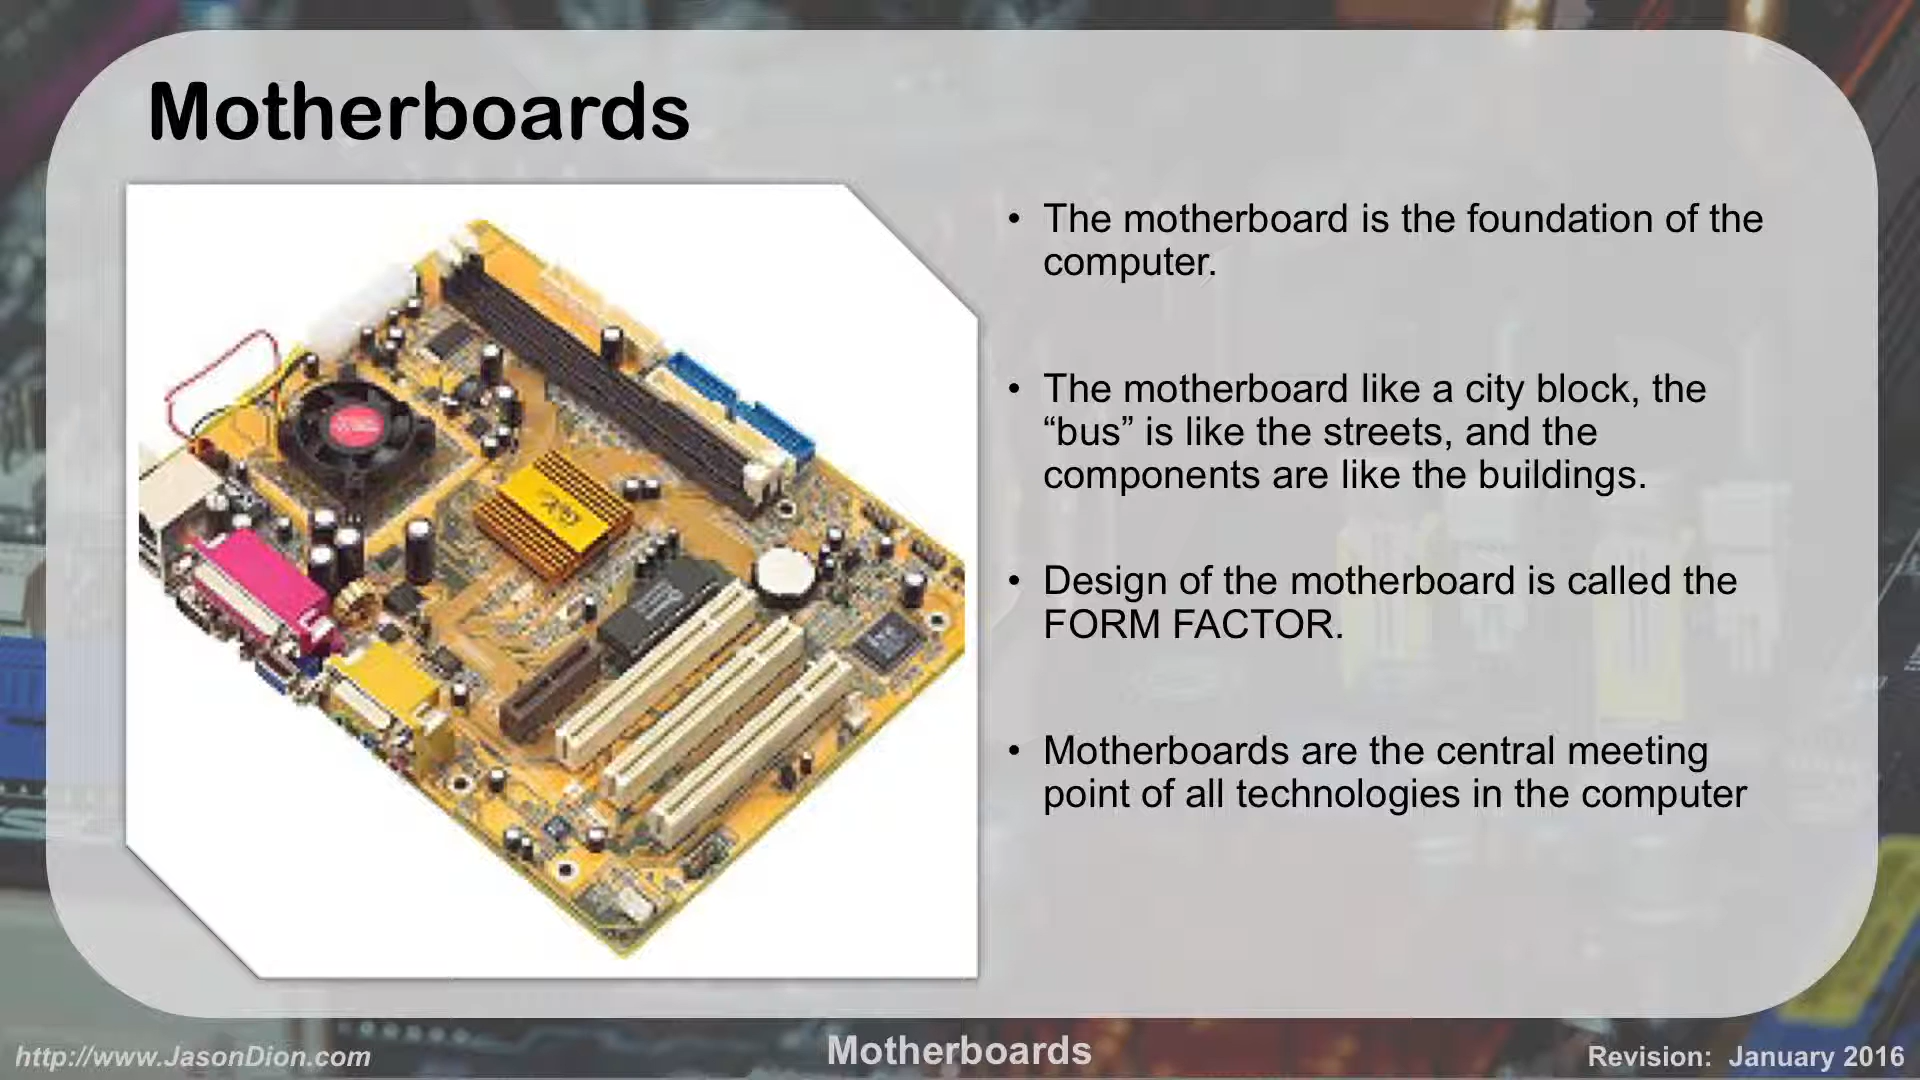 Motherboards
• The motherboard is the foundation of the
computer.
• The motherboard like a city block, the
“bus” is like the streets, and the
components are like the buildings.
• Design of the motherboard is called the
FORM FACTOR.
• Motherboards are the central meeting
point of all technologies in the computer
http://www.JasonDion.com
Motherboards
Revision: January 2016